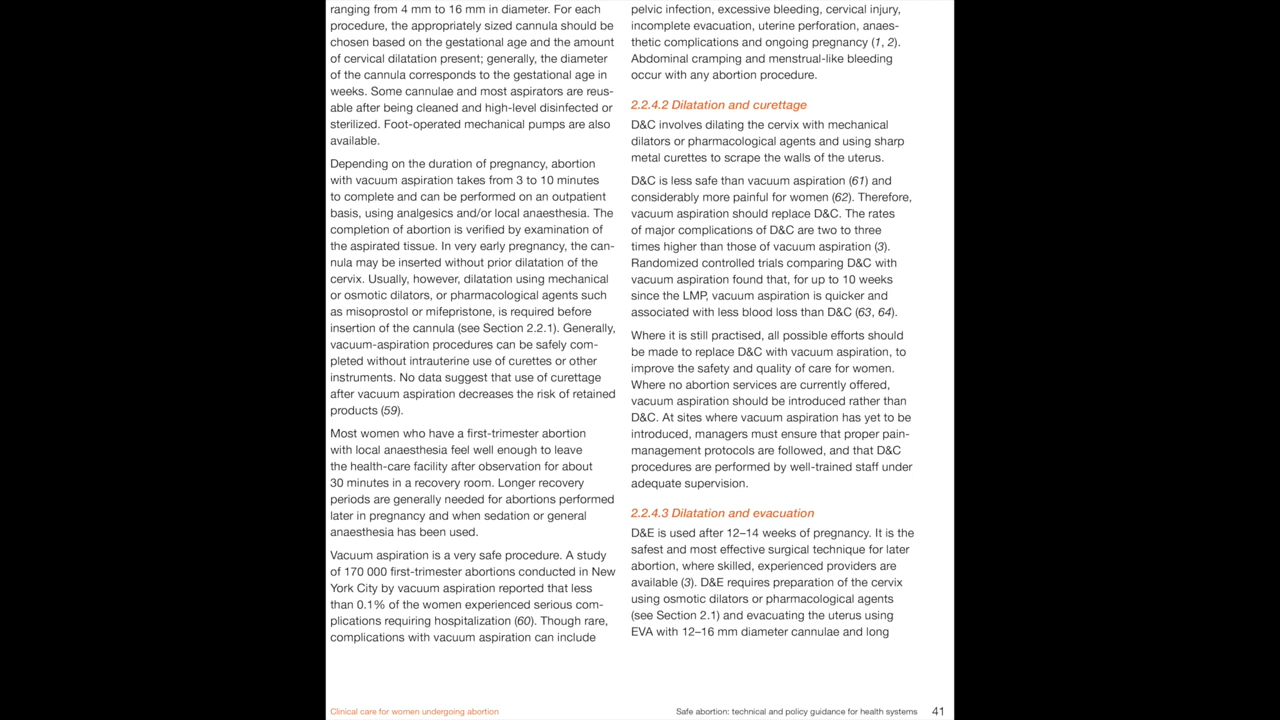 ranging from 4 mm to 16 mm in diameter. For each
procedure, the appropriately sized cannula should be
chosen based on the gestational age and the amount
of cervical dilatation present; generally, the diameter
of the cannula corresponds to the gestational age in
weeks. Some cannulae and most aspirators are reus-
able after being cleaned and high-level disinfected or
sterilized. Foot-operated mechanical pumps are also
available.
Depending on the duration of pregnancy, abortion
with vacuum aspiration takes from 3 to 10 minutes
to complete and can be performed on an outpatient
basis, using analgesics and/or local anaesthesia. The
completion of abortion is verified by examination of
the aspirated tissue. In very early pregnancy, the can-
nula may be inserted without prior dilatation of the
cervix. Usually, however, dilatation using mechanical
or osmotic dilators, or pharmacological agents such
as misoprostol or mifepristone, is required before
insertion of the cannula (see Section 2.2.1). Generally,
vacuum-aspiration procedures can be safely com-
pleted without intrauterine use of curettes or other
instruments. No data suggest that use of curettage
after vacuum aspiration decreases the risk of retained
products (59).
Most women who have a first-trimester abortion
with local anaesthesia feel well enough to leave
the health-care facility after observation for about
30 minutes in a recovery room. Longer recovery
periods are generally needed for abortions performed
later in pregnancy and when sedation or general
anaesthesia has been used.
Vacuum aspiration is a very safe procedure. A study
of 170 000 first-trimester abortions conducted in New
York City by vacuum aspiration reported that less
than 0.1% of the women experienced serious com-
plications requiring hospitalization (60). Though rare,
complications with vacuum aspiration can include
pelvic infection, excessive bleeding, cervical injury,
incomplete evacuation, uterine perforation, anaes-
thetic complications and ongoing pregnancy (1, 2).
Abdominal cramping and menstrual-like bleeding
occur with any abortion procedure.
2.2.4.2 Dilatation and curettage
D&C involves dilating the cervix with mechanical
dilators or pharmacological agents and using sharp
metal curettes to scrape the walls of the uterus.
D&C is less safe than vacuum aspiration (61) and
considerably more painful for women (62). Therefore,
vacuum aspiration should replace D&C. The rates
of major complications of D&C are two to three
times higher than those of vacuum aspiration (3).
Randomized controlled trials comparing D&C with
vacuum aspiration found that, for up to 10 weeks
since the LMP, vacuum aspiration is quicker and
associated with less blood loss than D&C (63, 64).
Where it is still practised, all possible efforts should
be made to replace D&C with vacuum aspiration, to
improve the safety and quality of care for women.
Where no abortion services are currently offered,
vacuum aspiration should be introduced rather than
D&C. At sites where vacuum aspiration has yet to be
introduced, managers must ensure that proper pain-
management protocols are followed, and that D&C
procedures are performed by well-trained staff under
adequate supervision.
2.2.4.3 Dilatation and evacuation
D&E is used after 12–14 weeks of pregnancy. It is the
safest and most effective surgical technique for later
abortion, where skilled, experienced providers are
available (3). D&E requires preparation of the cervix
using osmotic dilators or pharmacological agents
(see Section 2.1) and evacuating the uterus using
EVA with 12–16 mm diameter cannulae and long
Clinical care for women undergoing abortion
Safe abortion: technical and policy guidance for health systems 41